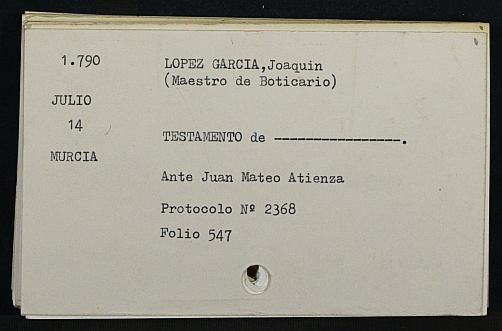 1.790
LOPEZ GARCIA,Joaquin
(Maestro de Boticario)
JULIO
14
TESTAMENTO de ----------------.
MURCIA
Ante Juan Mateo Atienza
Protocolo Nº 2368
Folio 547